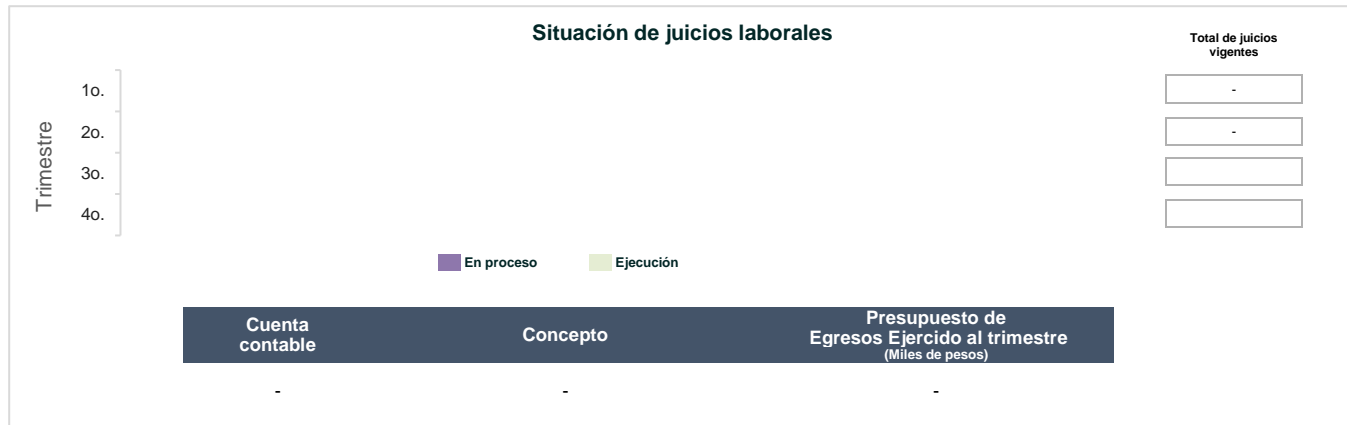 Situación de juicios laborales
Total de juicios
vigentes
Trimestre
1o.
-
2o.
-
3o.
4o.
En proceso
Ejecución
Cuenta
contable
Concepto
Presupuesto de
Egresos Ejercido al trimestre
(Miles de pesos)
-
-
-